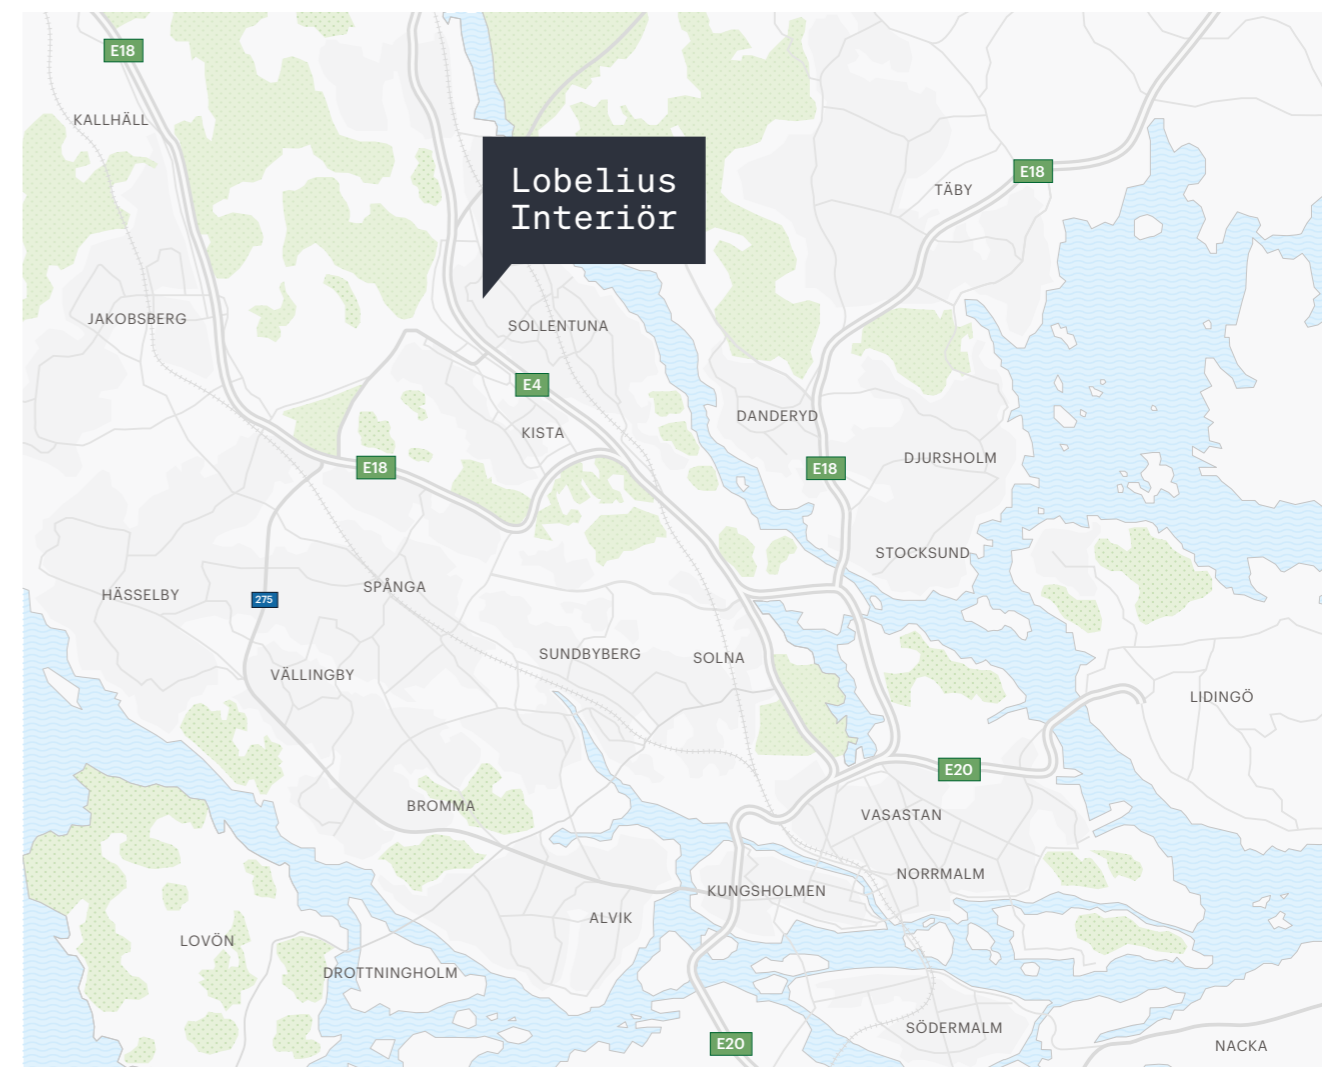 E18
KALLHÄLL
Lobelius
Interiör
E18
TÄBY
JAKOBSBERG
SOLLENTUNA
E4
DANDERYD
KISTA
DJURSHOLM
E18
E18
STOCKSUND
SPÅNGA
HÄSSELBY
275
SUNDBYBERG
SOLNA
VÄLLINGBY
LIDINGÖ
E20
BROMMA
VASASTAN
NORRMALM
KUNGSHOLMEN
ALVIK
LOVÖN
DROTTNINGHOLM
SÖDERMALM
E20
NACKA